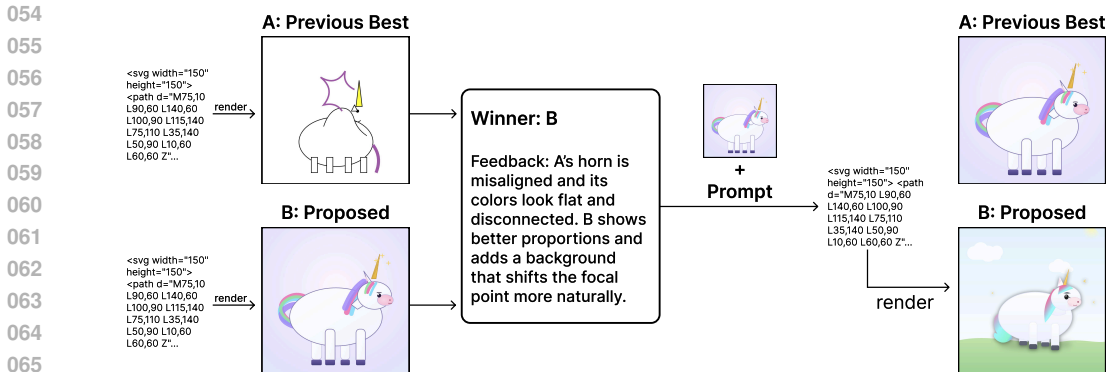 054
055
056
057
058
059
060
061
062
063
064
065
A: Previous Best
<svg width="150"
height="150">
<path d="M75,10
L90,60 L140,60
L100,90 L115,140
L75,110 L35,140
L50,90 L10,60
L60,60 Z"...
render
B: Proposed
<svg width="150"
height="150">
<path d="M75,10
L90,60 L140,60
L100,90 L115,140
L75,110 L35,140
L50,90 L10,60
L60,60 Z"...
render
Winner: B
Feedback: A's horn is
misaligned and its
colors look flat and
disconnected. B shows
better proportions and
adds a background
that shifts the focal
point more naturally.
+
Prompt
<svg width="150"
height="150"> <path
d="M75,10 L90,60
L140,60 L100,90
L115,140 L75,110
L35,140 L50,90
L10,60 L60,60 Z"...
render
A: Previous Best
B: Proposed